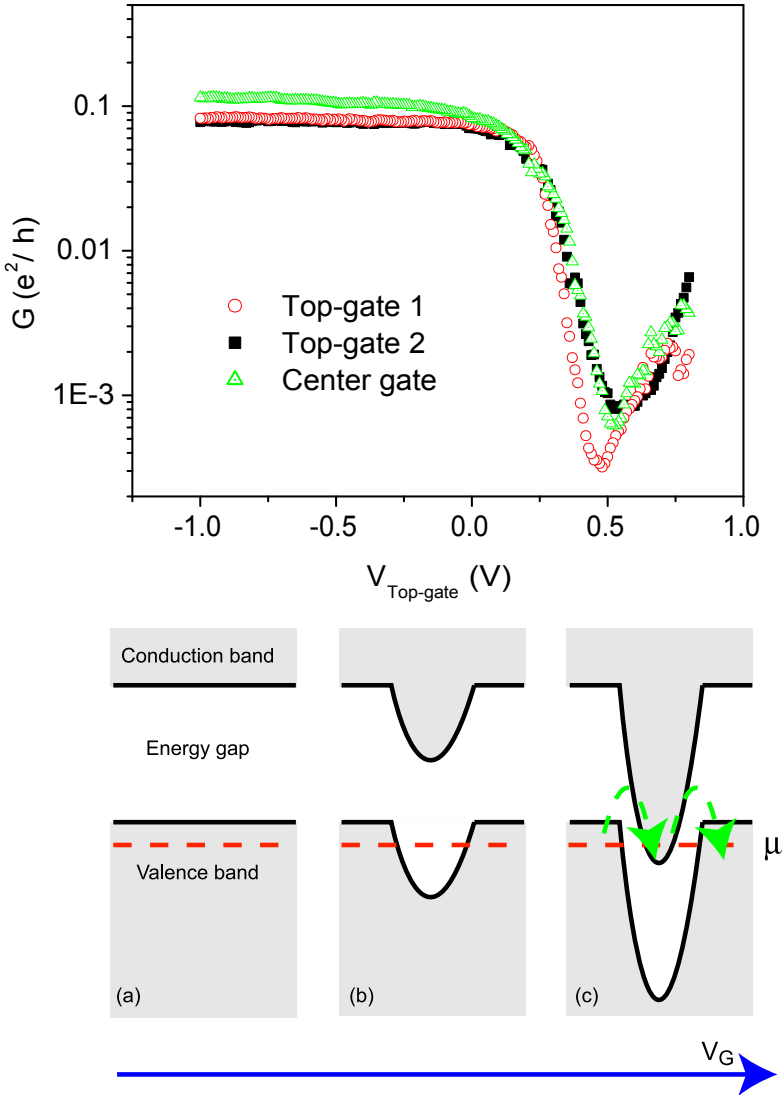 0.1
0.01
1E-3
G (e²/ h)
Top-gate 1
Top-gate 2
Center gate
-1.0 -0.5 0.0 0.5 1.0
V_Top-gate (V)
Conduction band
Energy gap
Valence band
μ
(a) (b) (c)
V_G